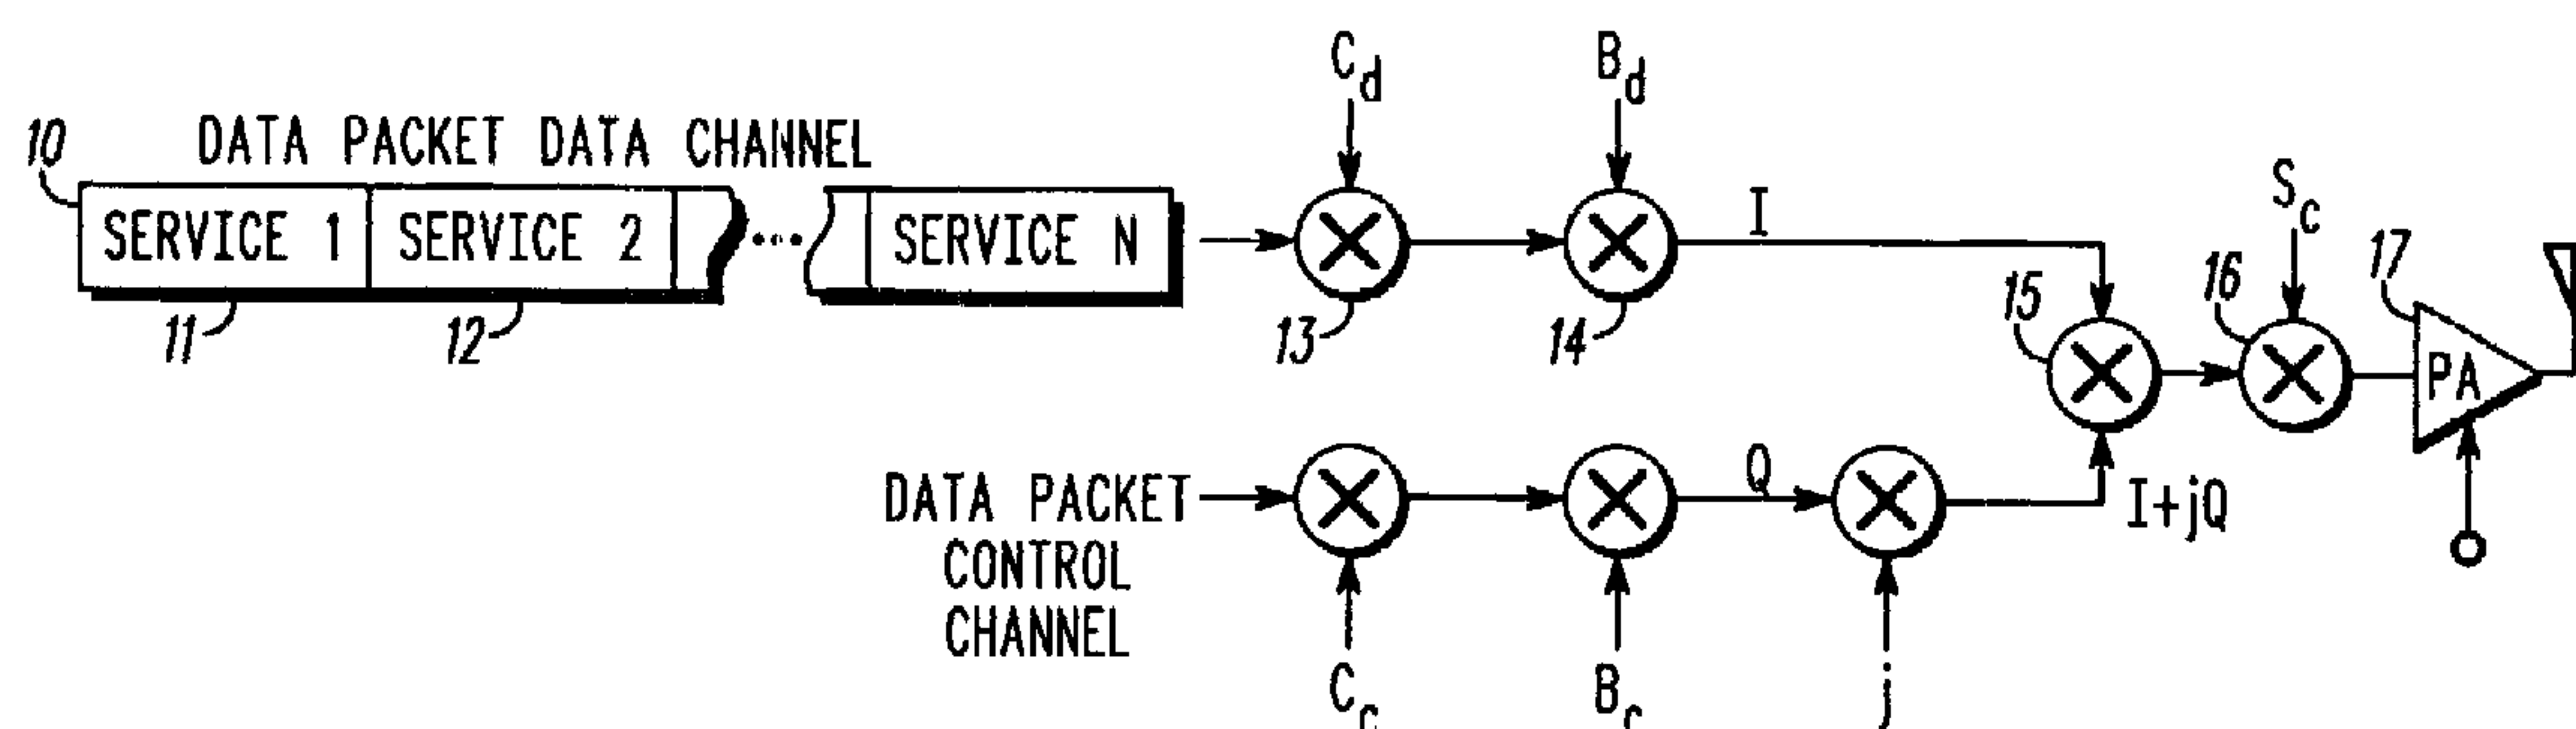 C_d
B_d
10
DATA PACKET DATA CHANNEL
SERVICE 1
SERVICE 2
...
SERVICE N
I
S_c
11
12
13
14
15
16
17
PA
DATA PACKET
CONTROL
CHANNEL
Q
I+jQ
C_c
B_c
j